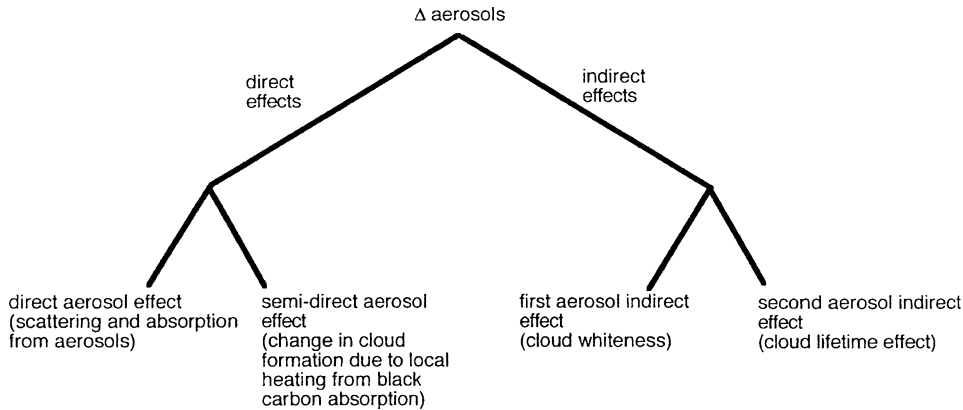 Δ aerosols
direct
effects
indirect
effects
direct aerosol effect
(scattering and absorption
from aerosols)
semi-direct aerosol
effect
(change in cloud
formation due to local
heating from black
carbon absorption)
first aerosol indirect
effect
(cloud whiteness)
second aerosol indirect
effect
(cloud lifetime effect)